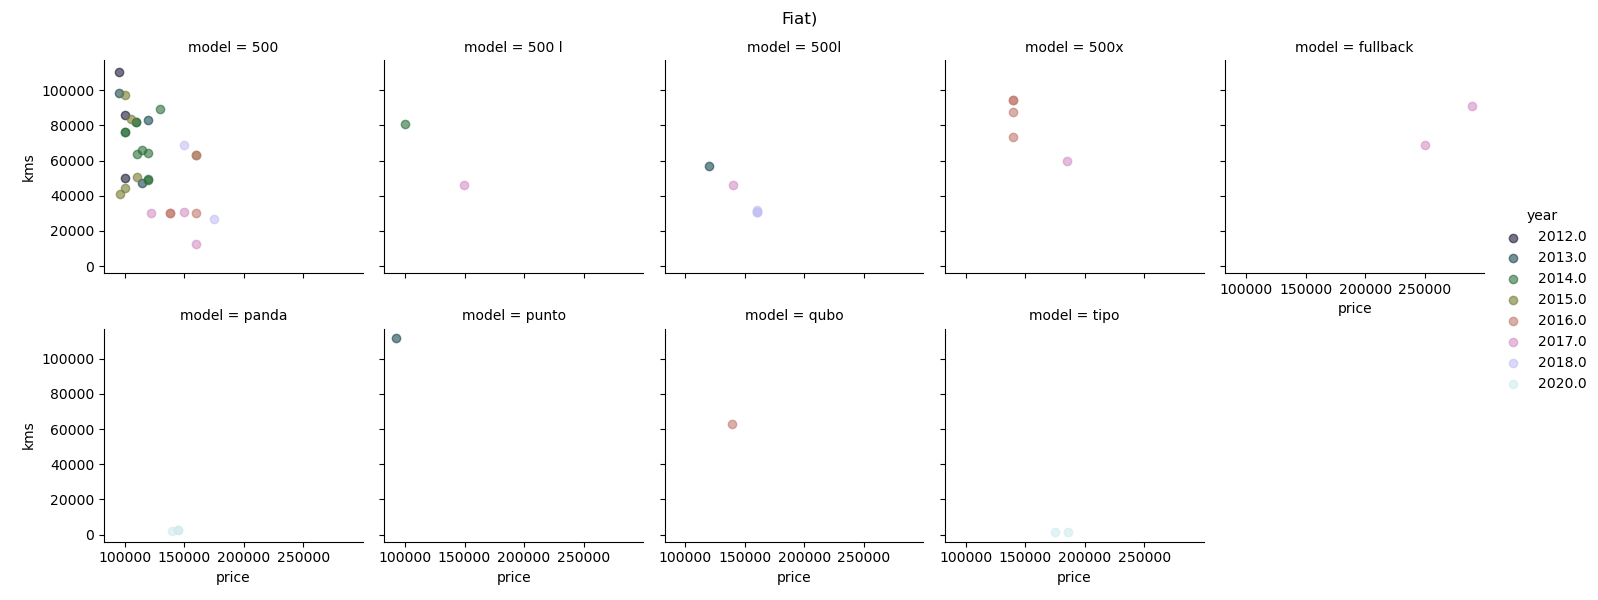 Fiat)
model = 500
model = 500 l
model = 500l
model = 500x
model = fullback
100000
80000
60000
40000
20000
0
kms
100000 150000 200000 250000
price
year
2012.0
2013.0
2014.0
2015.0
2016.0
2017.0
2018.0
2020.0
model = panda
model = punto
model = qubo
model = tipo
100000
80000
60000
40000
20000
0
kms
100000 150000 200000 250000
price
100000 150000 200000 250000
price
100000 150000 200000 250000
price
100000 150000 200000 250000
price